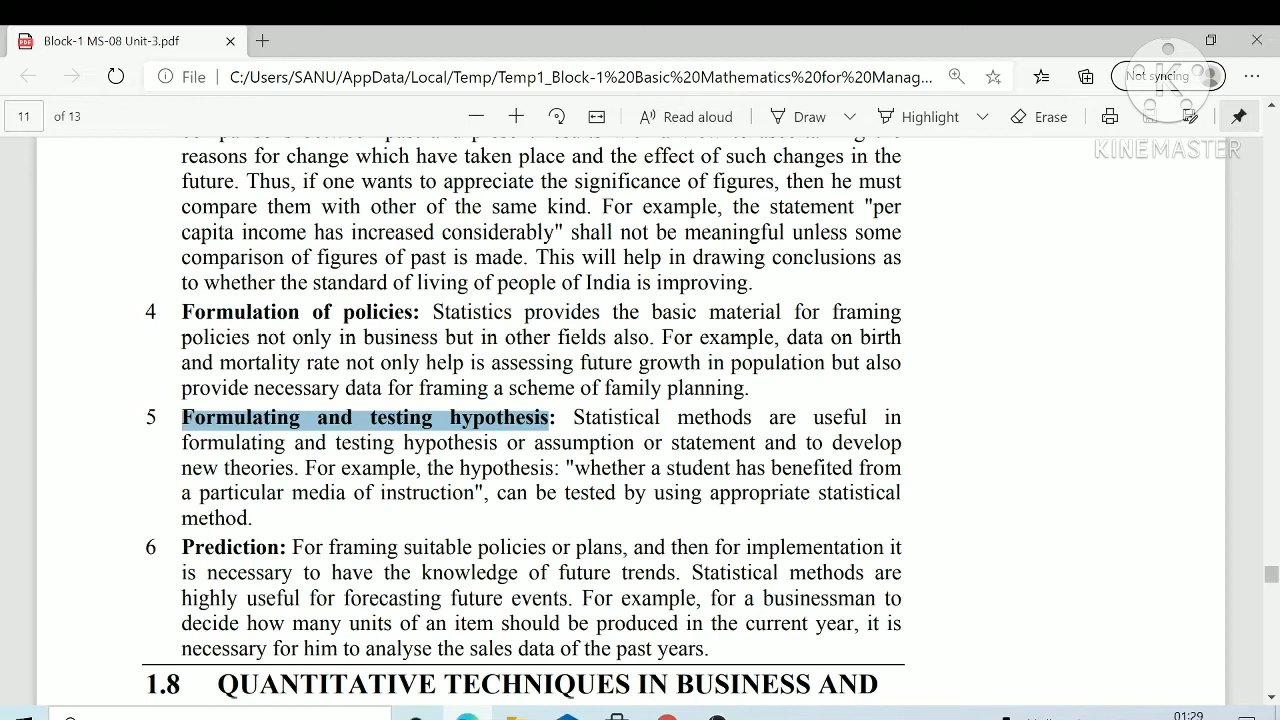 Block-1 MS-08 Unit-3.pdf
File C:/Users/SANU/AppData/Local/Temp/Temp1_Block-1%20Basic%20Mathematics%20for%20Manag... Not syncing
11 of 13 Read aloud Draw Highlight Erase
KINEMASTER
reasons for change which have taken place and the effect of such changes in the
future. Thus, if one wants to appreciate the significance of figures, then he must
compare them with other of the same kind. For example, the statement "per
capita income has increased considerably" shall not be meaningful unless some
comparison of figures of past is made. This will help in drawing conclusions as
to whether the standard of living of people of India is improving.
4 Formulation of policies: Statistics provides the basic material for framing
policies not only in business but in other fields also. For example, data on birth
and mortality rate not only help is assessing future growth in population but also
provide necessary data for framing a scheme of family planning.
5 Formulating and testing hypothesis: Statistical methods are useful in
formulating and testing hypothesis or assumption or statement and to develop
new theories. For example, the hypothesis: "whether a student has benefited from
a particular media of instruction", can be tested by using appropriate statistical
method.
6 Prediction: For framing suitable policies or plans, and then for implementation it
is necessary to have the knowledge of future trends. Statistical methods are
highly useful for forecasting future events. For example, for a businessman to
decide how many units of an item should be produced in the current year, it is
necessary for him to analyse the sales data of the past years.
1.8 QUANTITATIVE TECHNIQUES IN BUSINESS AND
01:29